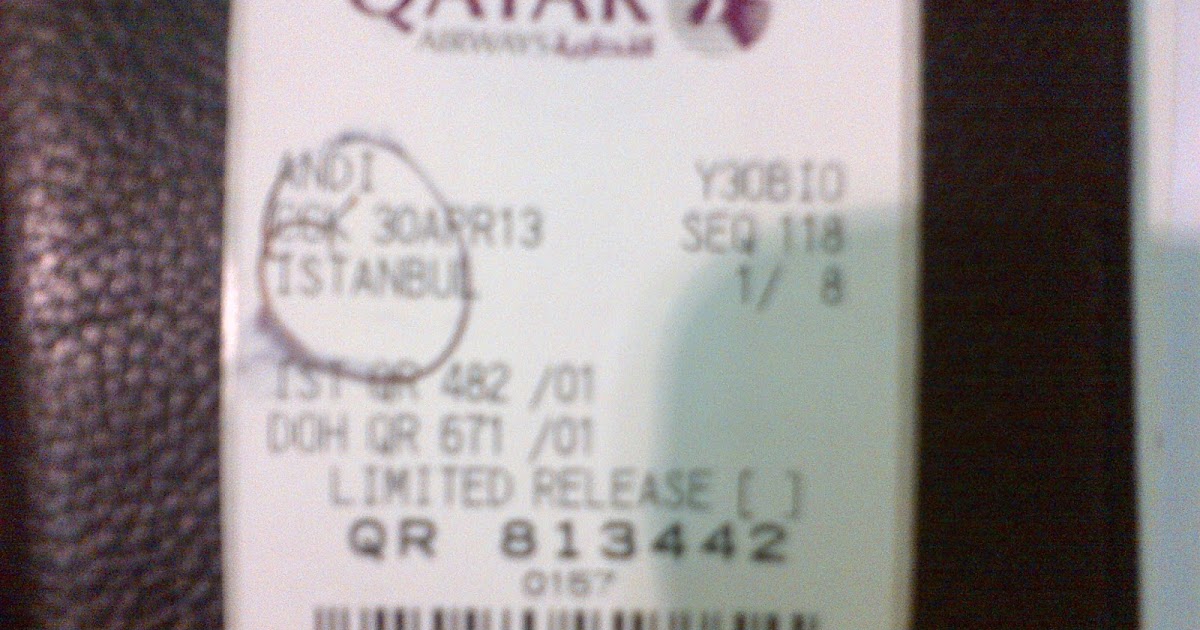 QATAR
AIRWAYS القطرية
ANDI Y30BIO
CGK 30APR13 SEQ 118
ISTANBUL 1/ 8
IST QR 482 /01
DOH QR 671 /01
LIMITED RELEASE [ ]
QR 813442
0157